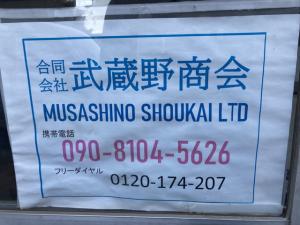 合同会社 武蔵野商会
MUSASHINO SHOUKAI LTD
携帯電話
090-8104-5626
フリーダイヤル
0120-174-207